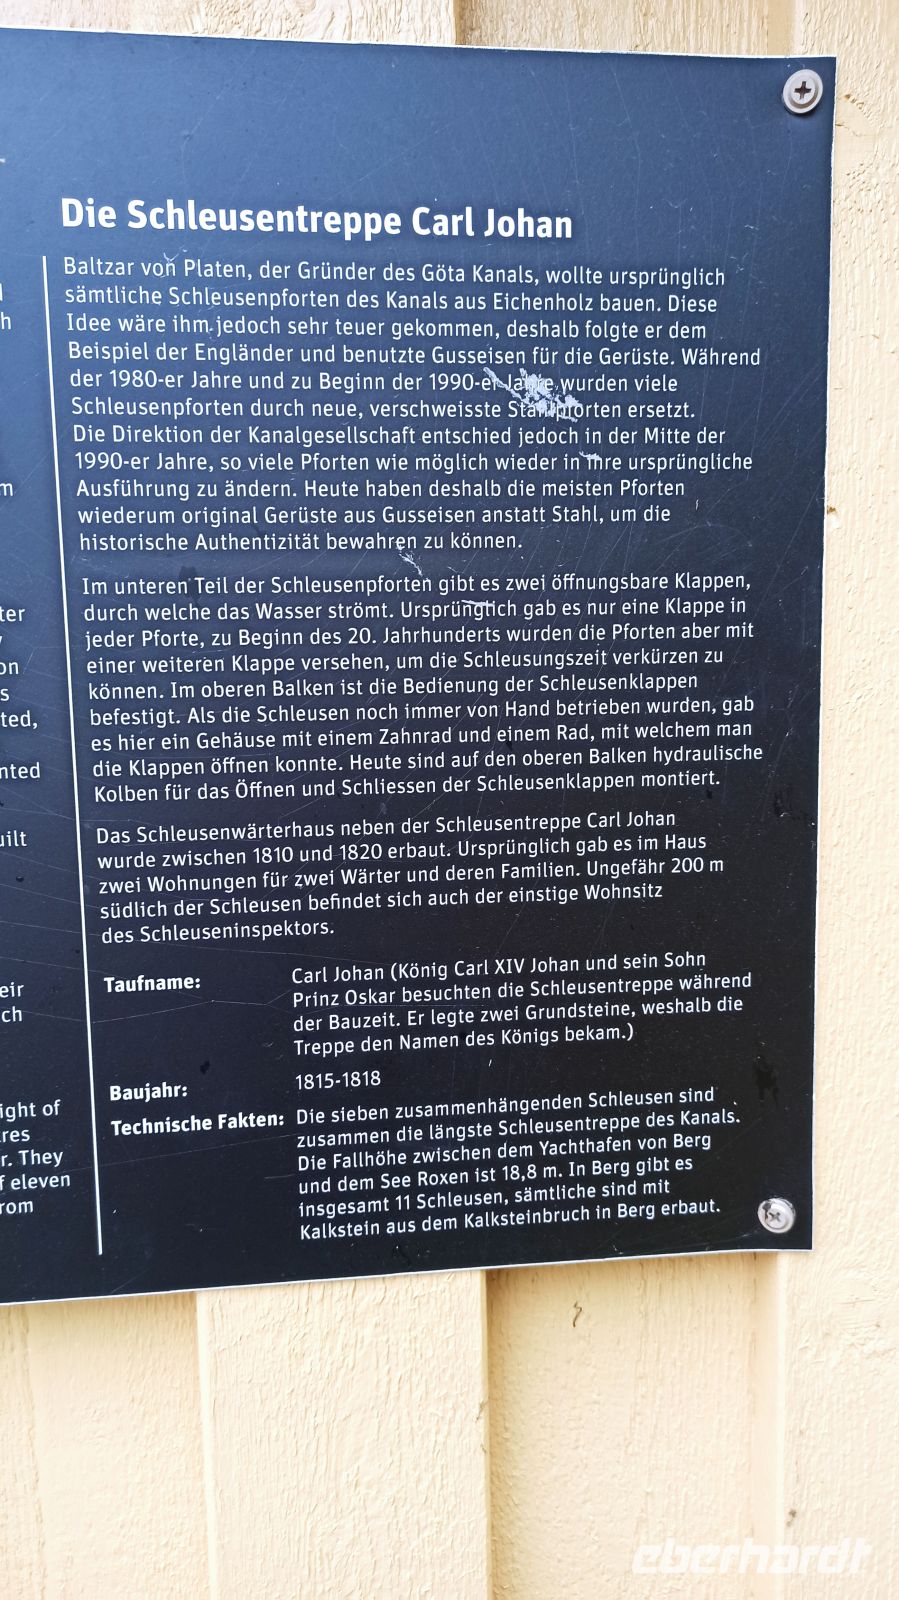 h
m
ter
on
s
ted,
nted
uilt
eir
ch
ight of
res
r. They
f eleven
rom
Die Schleusentreppe Carl Johan
Baltzar von Platen, der Gründer des Göta Kanals, wollte ursprünglich
sämtliche Schleusenpforten des Kanals aus Eichenholz bauen. Diese
Idee wäre ihm jedoch sehr teuer gekommen, deshalb folgte er dem
Beispiel der Engländer und benutzte Gusseisen für die Gerüste. Während
der 1980-er Jahre und zu Beginn der 1990-er Jahre wurden viele
Schleusenpforten durch neue, verschweisste Stahlpforten ersetzt.
Die Direktion der Kanalgesellschaft entschied jedoch in der Mitte der
1990-er Jahre, so viele Pforten wie möglich wieder in ihre ursprüngliche
Ausführung zu ändern. Heute haben deshalb die meisten Pforten
wiederum original Gerüste aus Gusseisen anstatt Stahl, um die
historische Authentizität bewahren zu können.
Im unteren Teil der Schleusenpforten gibt es zwei öffnungsbare Klappen,
durch welche das Wasser strömt. Ursprünglich gab es nur eine Klappe in
jeder Pforte, zu Beginn des 20. Jahrhunderts wurden die Pforten aber mit
einer weiteren Klappe versehen, um die Schleusungszeit verkürzen zu
können. Im oberen Balken ist die Bedienung der Schleusenklappen
befestigt. Als die Schleusen noch immer von Hand betrieben wurden, gab
es hier ein Gehäuse mit einem Zahnrad und einem Rad, mit welchem man
die Klappen öffnen konnte. Heute sind auf den oberen Balken hydraulische
Kolben für das Öffnen und Schliessen der Schleusenklappen montiert.
Das Schleusenwärterhaus neben der Schleusentreppe Carl Johan
wurde zwischen 1810 und 1820 erbaut. Ursprünglich gab es im Haus
zwei Wohnungen für zwei Wärter und deren Familien. Ungefähr 200 m
südlich der Schleusen befindet sich auch der einstige Wohnsitz
des Schleuseninspektors.
Taufname: Carl Johan (König Carl XIV Johan und sein Sohn
Prinz Oskar besuchten die Schleusentreppe während
der Bauzeit. Er legte zwei Grundsteine, weshalb die
Treppe den Namen des Königs bekam.)
Baujahr: 1815-1818
Technische Fakten: Die sieben zusammenhängenden Schleusen sind
zusammen die längste Schleusentreppe des Kanals.
Die Fallhöhe zwischen dem Yachthafen von Berg
und dem See Roxen ist 18,8 m. In Berg gibt es
insgesamt 11 Schleusen, sämtliche sind mit
Kalkstein aus dem Kalksteinbruch in Berg erbaut.
eberhardt